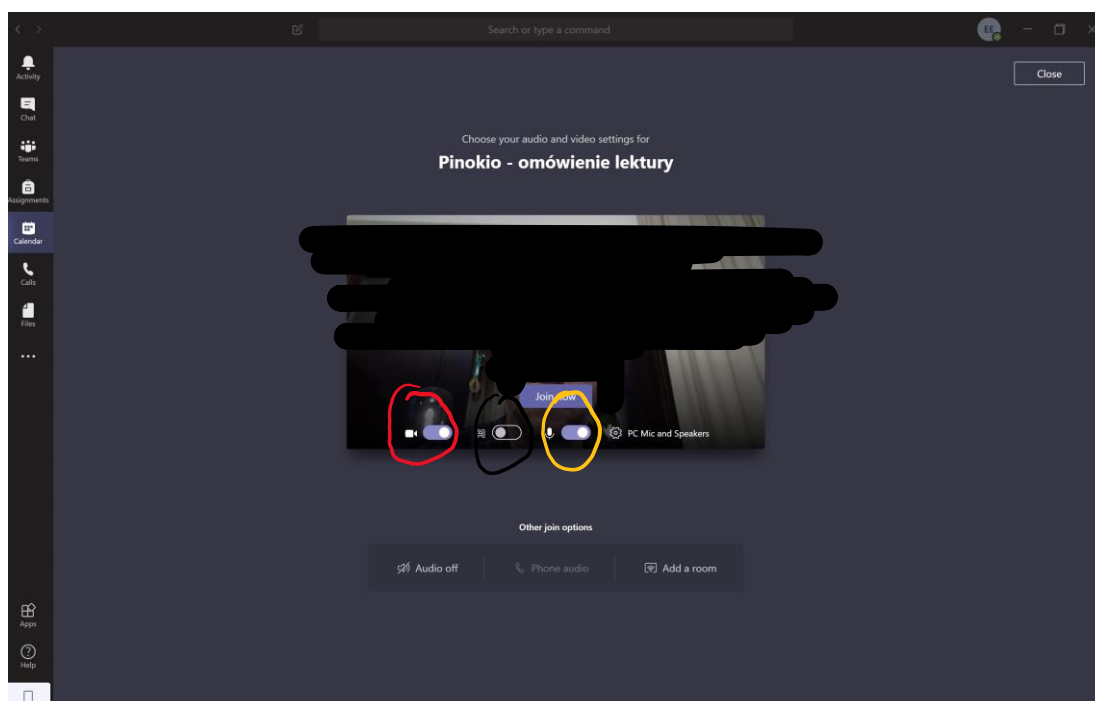 Search or type a command
EE
Activity
Chat
Teams
Assignments
Calendar
Calls
Files
Apps
Help
Close
Choose your audio and video settings for
Pinokio - omówienie lektury
Join now
PC Mic and Speakers
Other join options
Audio off
Phone audio
Add a room